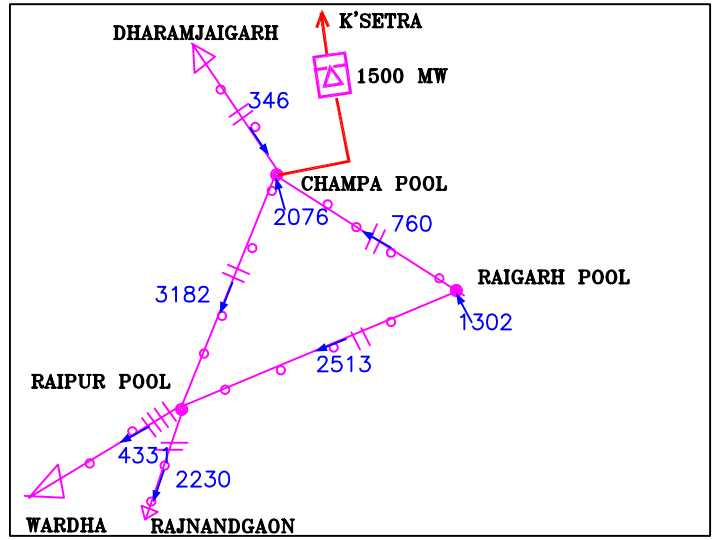 K'SETRA
DHARAMJAIGARH
1500 MW
346
CHAMPA POOL
2076
760
RAIGARH POOL
3182
1302
2513
RAIPUR POOL
4331
2230
WARDHA
RAJNANDGAON